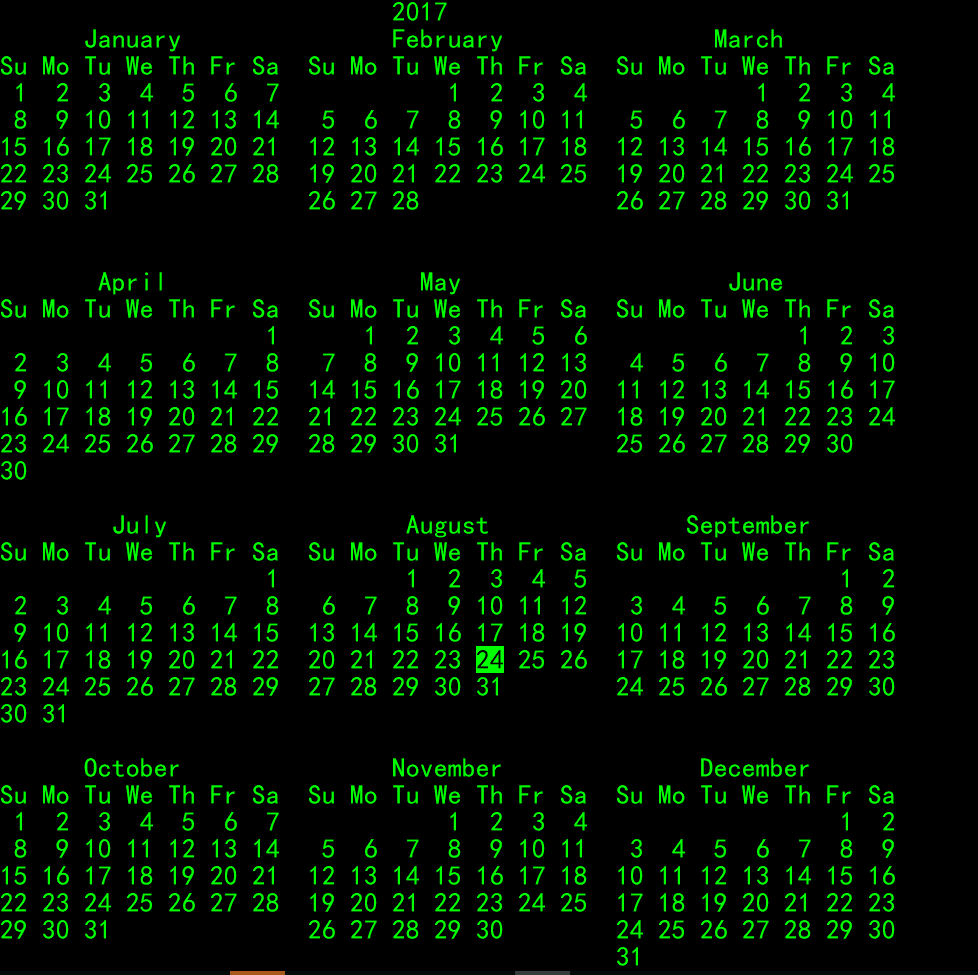 2017
January February March
Su Mo Tu We Th Fr Sa Su Mo Tu We Th Fr Sa Su Mo Tu We Th Fr Sa
1 2 3 4 5 6 7 1 2 3 4 1 2 3 4
8 9 10 11 12 13 14 5 6 7 8 9 10 11 5 6 7 8 9 10 11
15 16 17 18 19 20 21 12 13 14 15 16 17 18 12 13 14 15 16 17 18
22 23 24 25 26 27 28 19 20 21 22 23 24 25 19 20 21 22 23 24 25
29 30 31 26 27 28 26 27 28 29 30 31
April May June
Su Mo Tu We Th Fr Sa Su Mo Tu We Th Fr Sa Su Mo Tu We Th Fr Sa
1 1 2 3 4 5 6 1 2 3
2 3 4 5 6 7 8 7 8 9 10 11 12 13 4 5 6 7 8 9 10
9 10 11 12 13 14 15 14 15 16 17 18 19 20 11 12 13 14 15 16 17
16 17 18 19 20 21 22 21 22 23 24 25 26 27 18 19 20 21 22 23 24
23 24 25 26 27 28 29 28 29 30 31 25 26 27 28 29 30
30
July August September
Su Mo Tu We Th Fr Sa Su Mo Tu We Th Fr Sa Su Mo Tu We Th Fr Sa
1 1 2 3 4 5 1 2
2 3 4 5 6 7 8 6 7 8 9 10 11 12 3 4 5 6 7 8 9
9 10 11 12 13 14 15 13 14 15 16 17 18 19 10 11 12 13 14 15 16
16 17 18 19 20 21 22 20 21 22 23 24 25 26 17 18 19 20 21 22 23
23 24 25 26 27 28 29 27 28 29 30 31 24 25 26 27 28 29 30
30 31
October November December
Su Mo Tu We Th Fr Sa Su Mo Tu We Th Fr Sa Su Mo Tu We Th Fr Sa
1 2 3 4 5 6 7 1 2 3 4 1 2
8 9 10 11 12 13 14 5 6 7 8 9 10 11 3 4 5 6 7 8 9
15 16 17 18 19 20 21 12 13 14 15 16 17 18 10 11 12 13 14 15 16
22 23 24 25 26 27 28 19 20 21 22 23 24 25 17 18 19 20 21 22 23
29 30 31 26 27 28 29 30 24 25 26 27 28 29 30
31